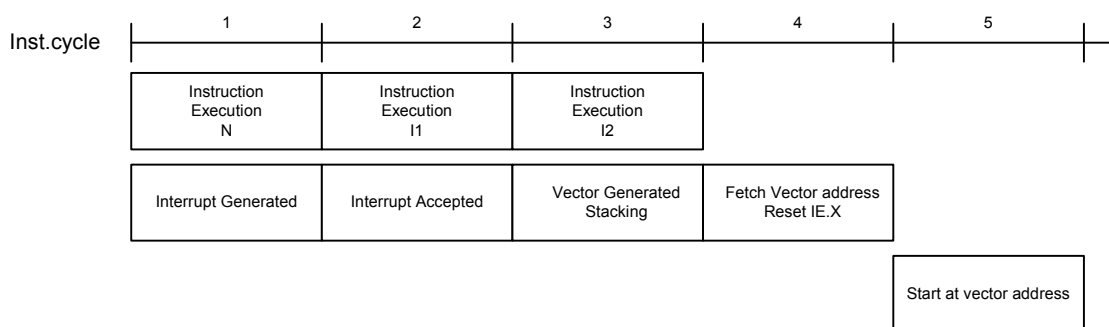 1 2 3 4 5
Inst.cycle
Instruction Instruction Instruction
Execution Execution Execution
N I1 I2
Interrupt Generated Interrupt Accepted Vector Generated Fetch Vector address
Stacking Reset IE.X
Start at vector address